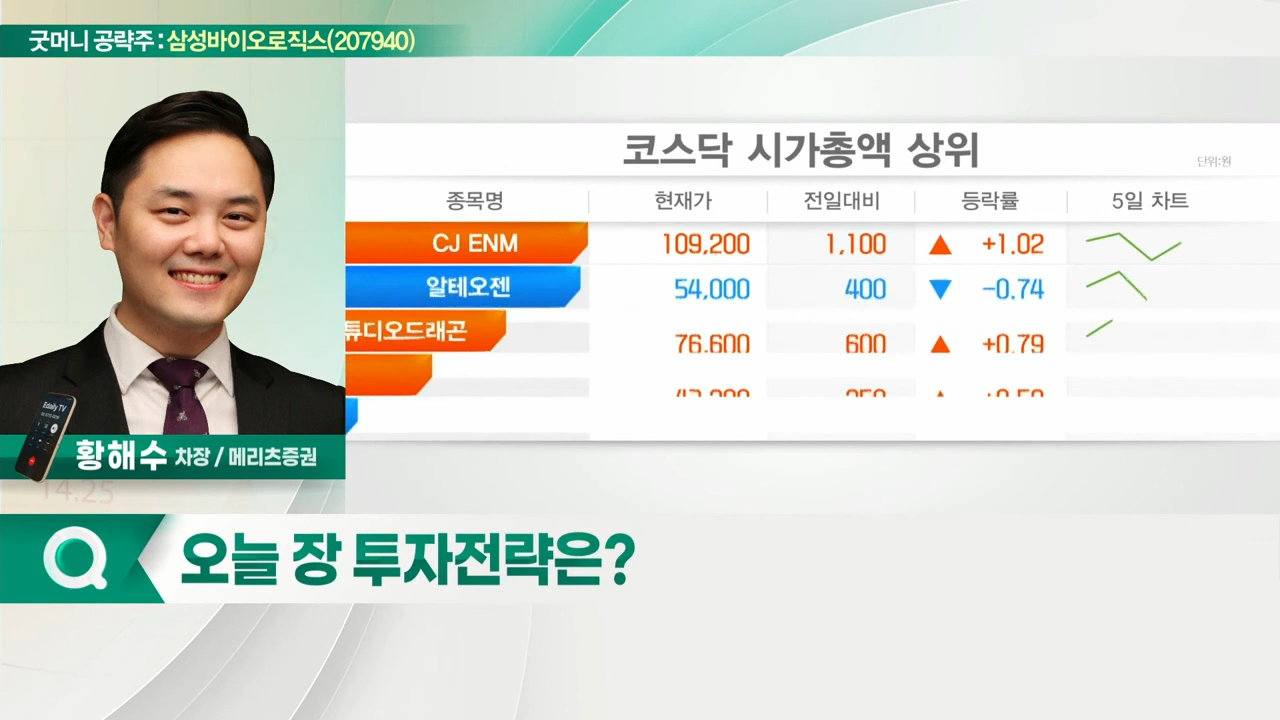 굿머니 공략주 : 삼성바이오로직스(207940)
코스닥 시가총액 상위
단위:원
종목명 현재가 전일대비 등락률 5일 차트
CJ ENM 109,200 1,100 ▲ +1.02
알테오젠 54,000 400 ▼ -0.74
튜디오드래곤 76,600 600 ▲ +0.79
Edaily TV
황해수 차장 / 메리츠증권
14.25
오늘 장 투자전략은?